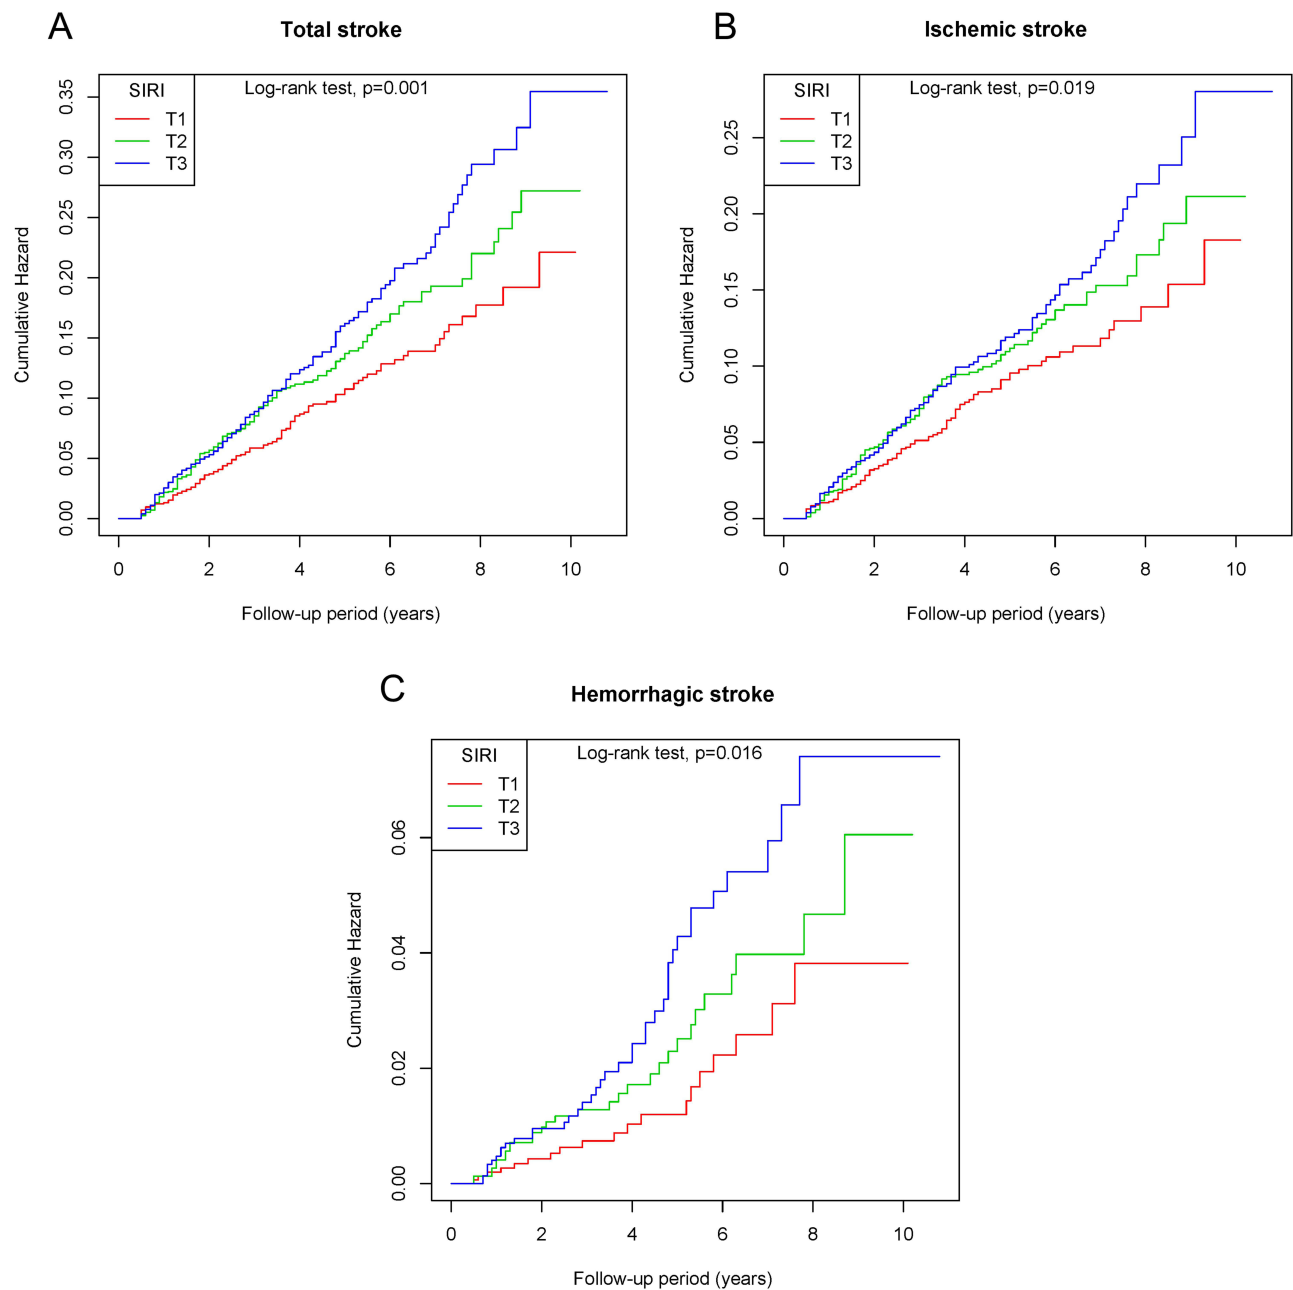 A
Total stroke
SIRI
T1
T2
T3
Log-rank test, p=0.001
Cumulative Hazard
0.35
0.30
0.25
0.20
0.15
0.10
0.05
0.00
0 2 4 6 8 10
Follow-up period (years)
B
Ischemic stroke
SIRI
T1
T2
T3
Log-rank test, p=0.019
Cumulative Hazard
0.25
0.20
0.15
0.10
0.05
0.00
0 2 4 6 8 10
Follow-up period (years)
C
Hemorrhagic stroke
SIRI
T1
T2
T3
Log-rank test, p=0.016
Cumulative Hazard
0.06
0.04
0.02
0.00
0 2 4 6 8 10
Follow-up period (years)